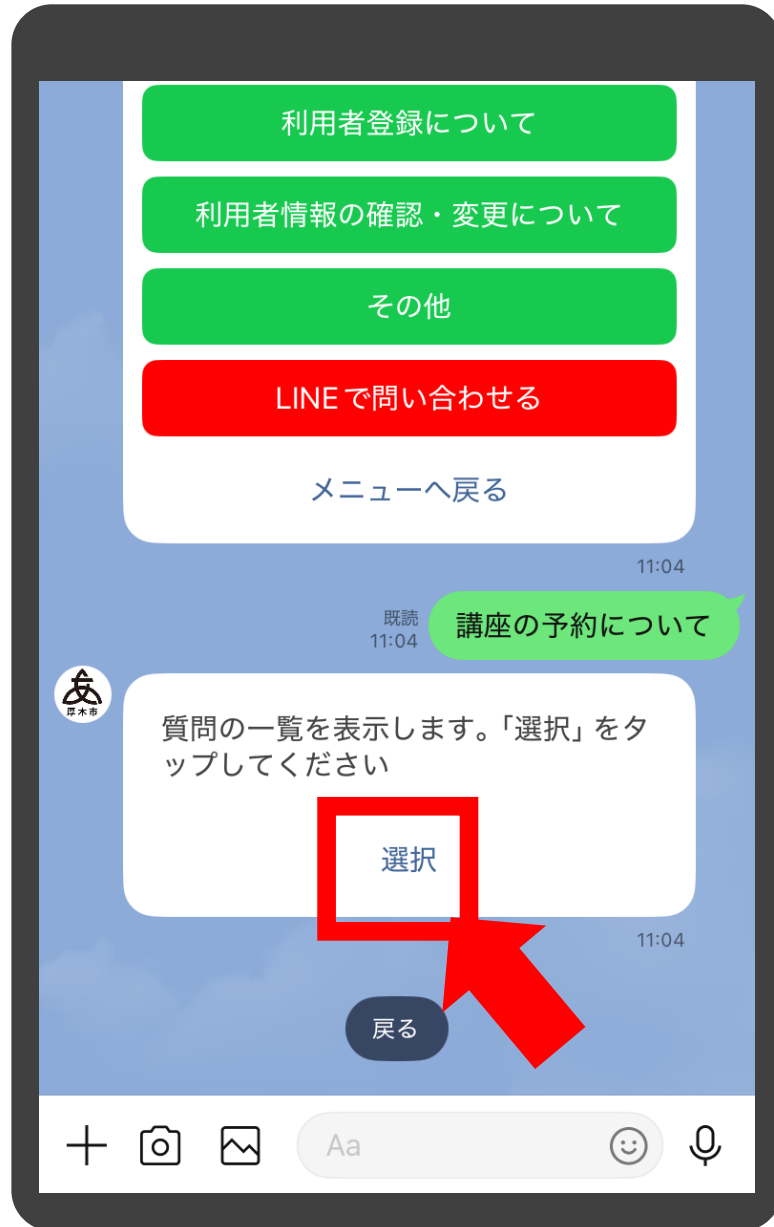 利用者登録について
利用者情報の確認・変更について
その他
LINEで問い合わせる
メニューへ戻る
11:04
既読
11:04
講座の予約について
厚木市
質問の一覧を表示します。「選択」をタ
ップしてください
選択
11:04
戻る
Aa